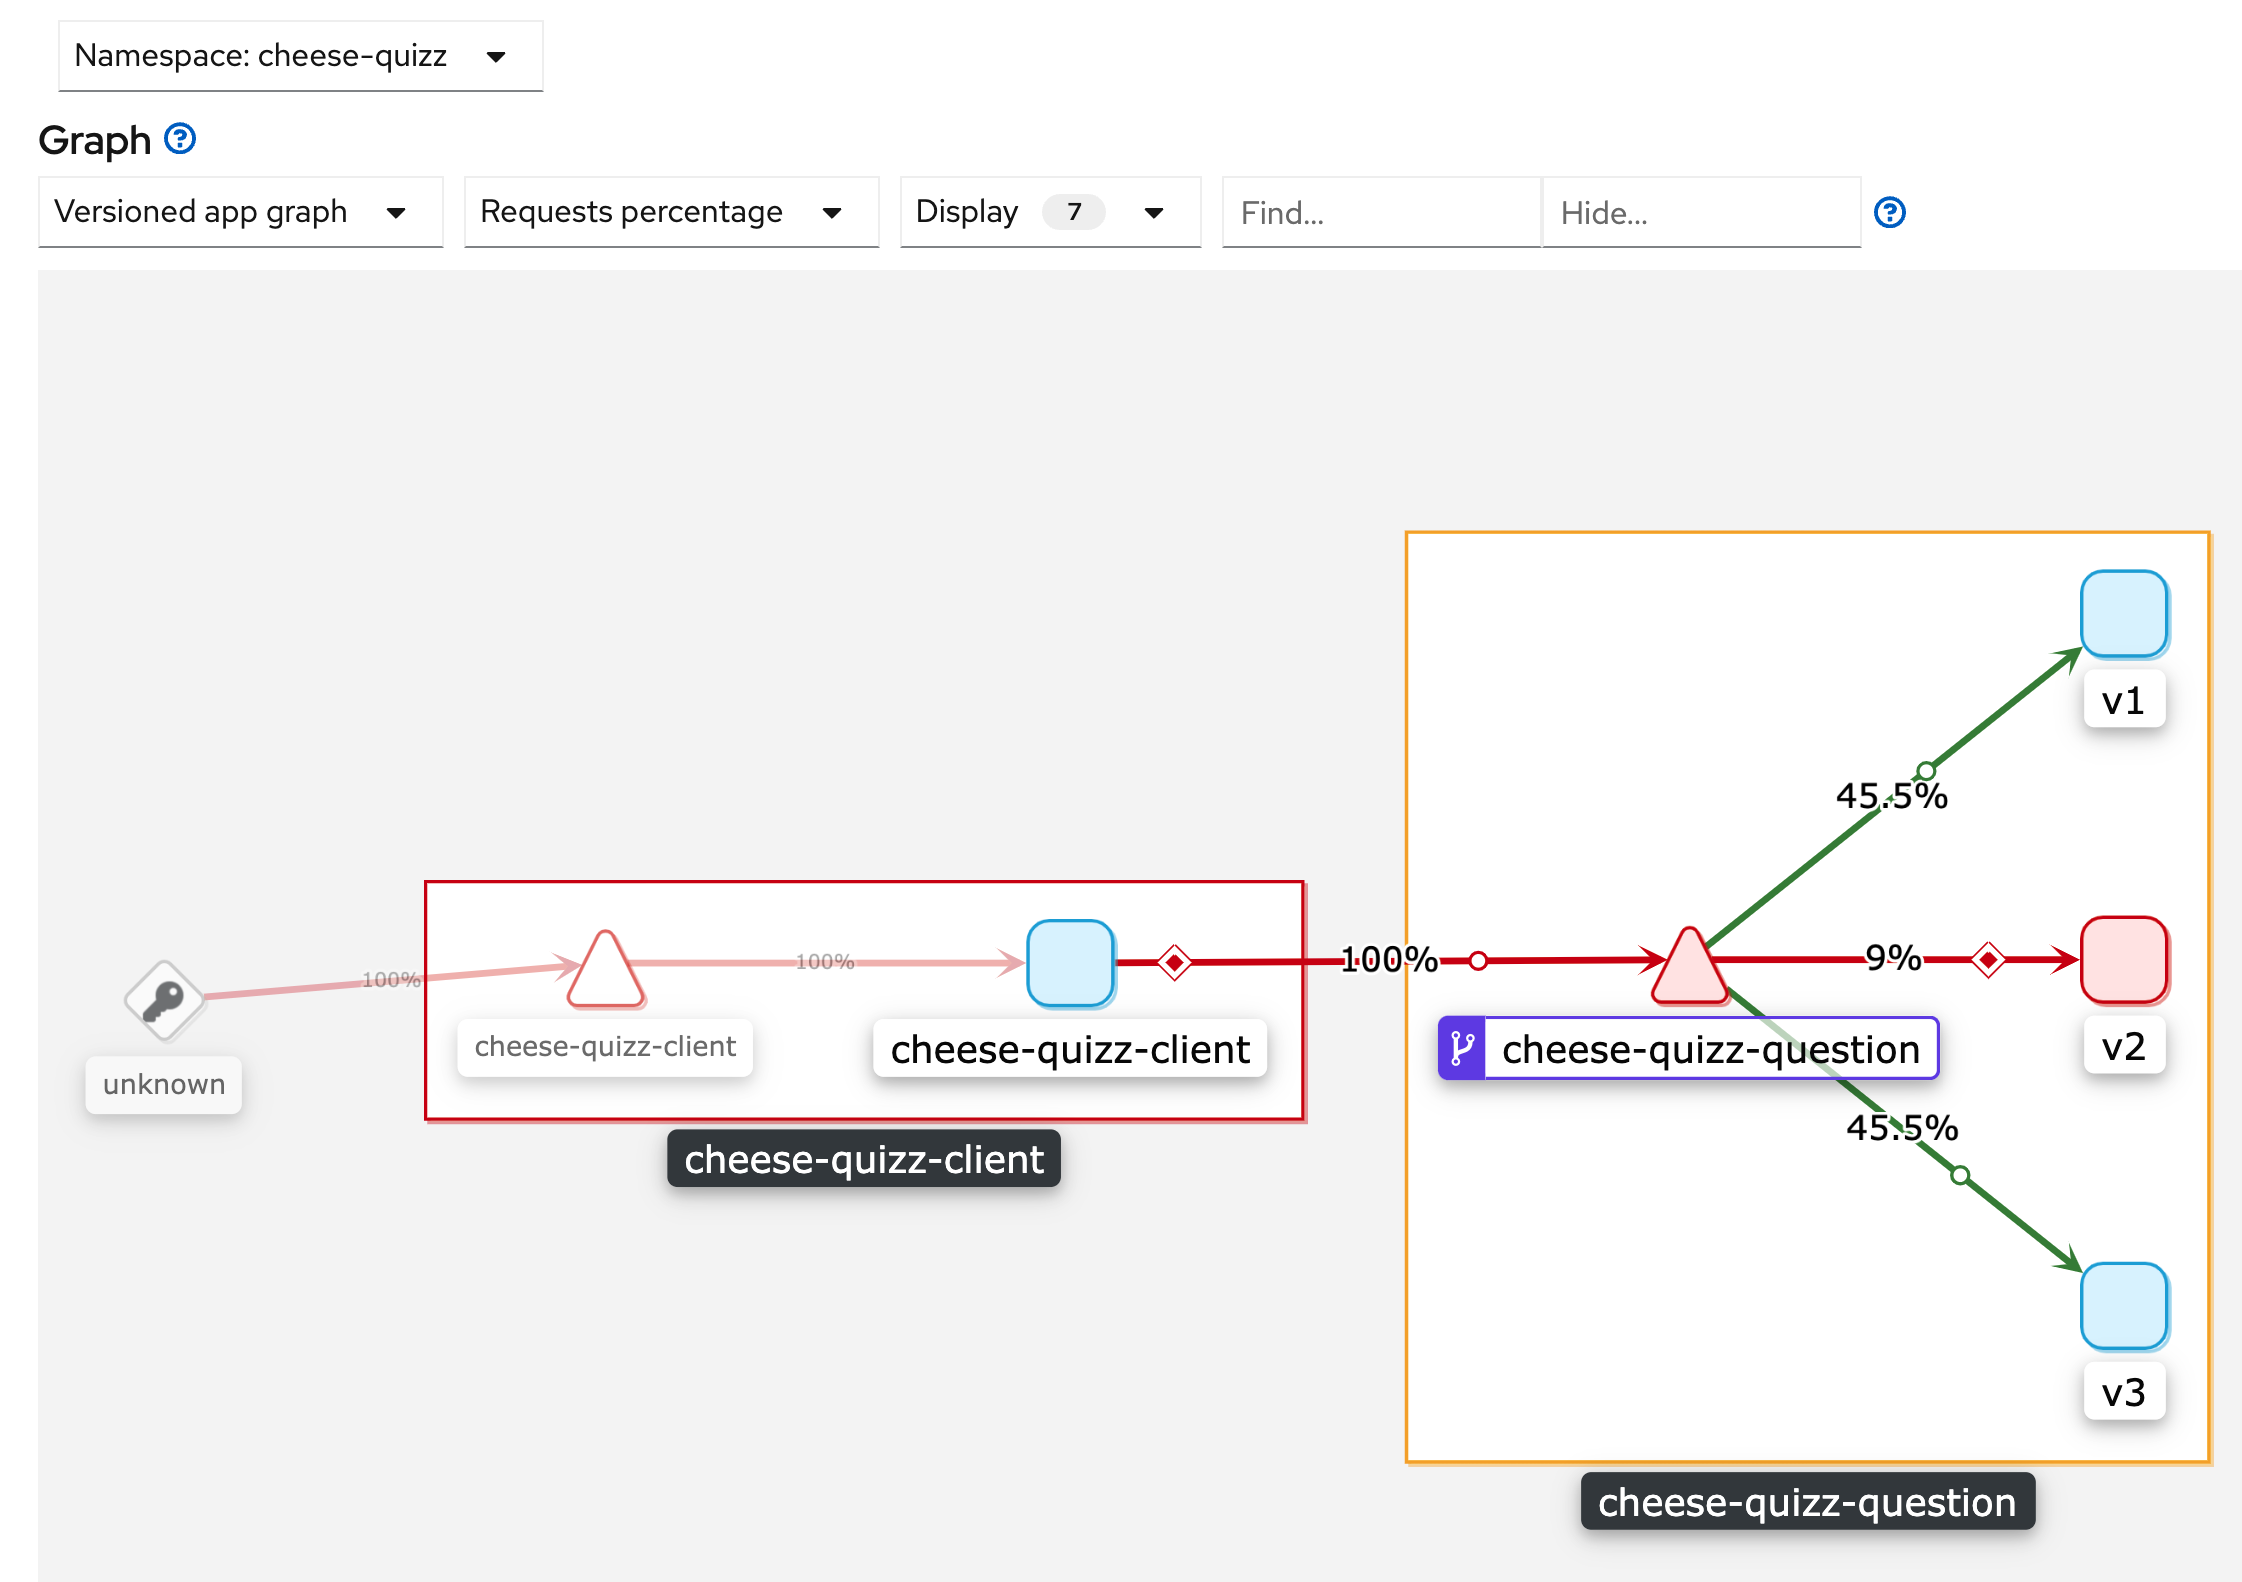 Namespace: cheese-quizz
Graph
Versioned app graph
Requests percentage
Display 7
Find...
Hide...
v1
45.5%
100%
100%
100%
9%
unknown
cheese-quizz-client
cheese-quizz-client
cheese-quizz-question
v2
45.5%
cheese-quizz-client
v3
cheese-quizz-question